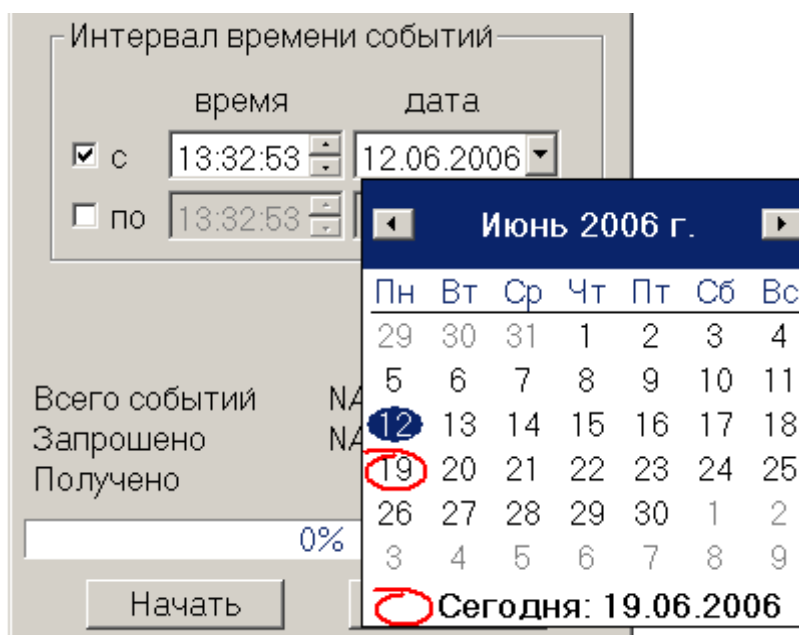 Интервал времени событий
время дата
с 13:32:53 12.06.2006
по 13:32:53
Июнь 2006 г.
Пн Вт Ср Чт Пт Сб Вс
29 30 31 1 2 3 4
5 6 7 8 9 10 11
12 13 14 15 16 17 18
19 20 21 22 23 24 25
26 27 28 29 30 1 2
3 4 5 6 7 8 9
Сегодня: 19.06.2006
Всего событий NA
Запрошено NA
Получено
0%
Начать